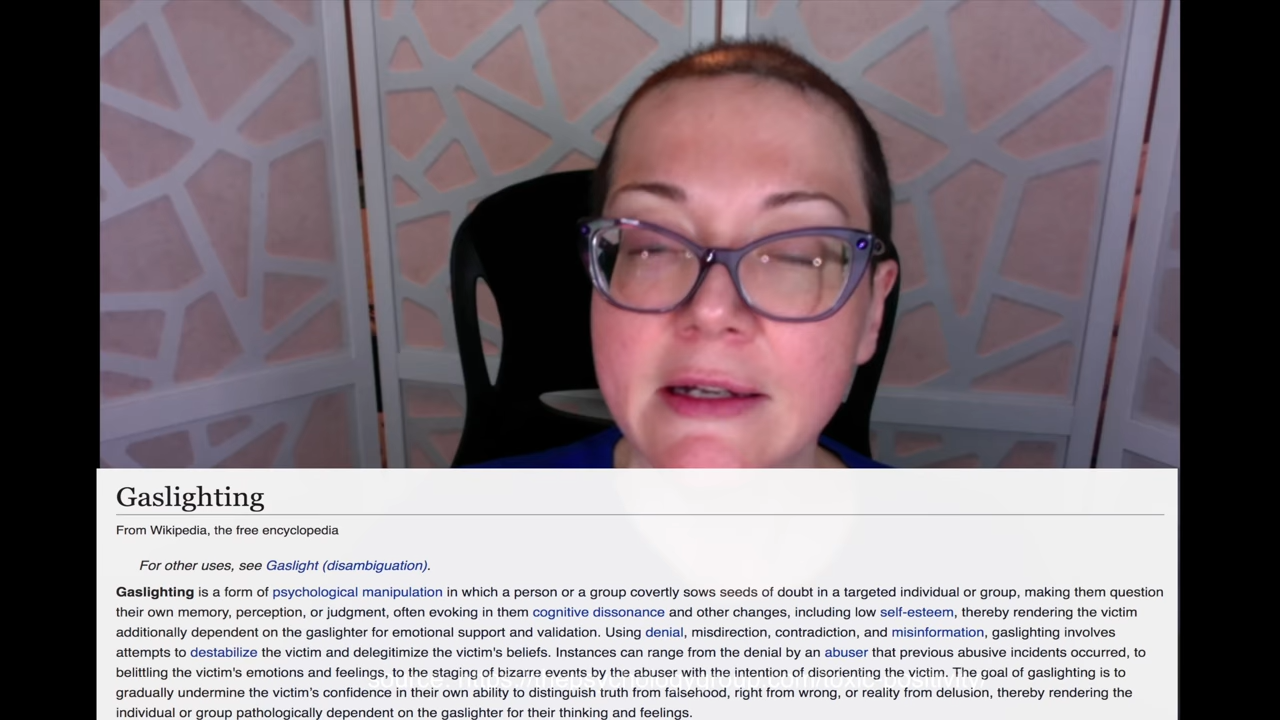 Gaslighting
From Wikipedia, the free encyclopedia
For other uses, see Gaslight (disambiguation).
Gaslighting is a form of psychological manipulation in which a person or a group covertly sows seeds of doubt in a targeted individual or group, making them question
their own memory, perception, or judgment, often evoking in them cognitive dissonance and other changes, including low self-esteem, thereby rendering the victim
additionally dependent on the gaslighter for emotional support and validation. Using denial, misdirection, contradiction, and misinformation, gaslighting involves
attempts to destabilize the victim and delegitimize the victim's beliefs. Instances can range from the denial by an abuser that previous abusive incidents occurred, to
belittling the victim's emotions and feelings, to the staging of bizarre events by the abuser with the intention of disorienting the victim. The goal of gaslighting is to
gradually undermine the victim's confidence in their own ability to distinguish truth from falsehood, right from wrong, or reality from delusion, thereby rendering the
individual or group pathologically dependent on the gaslighter for their thinking and feelings.